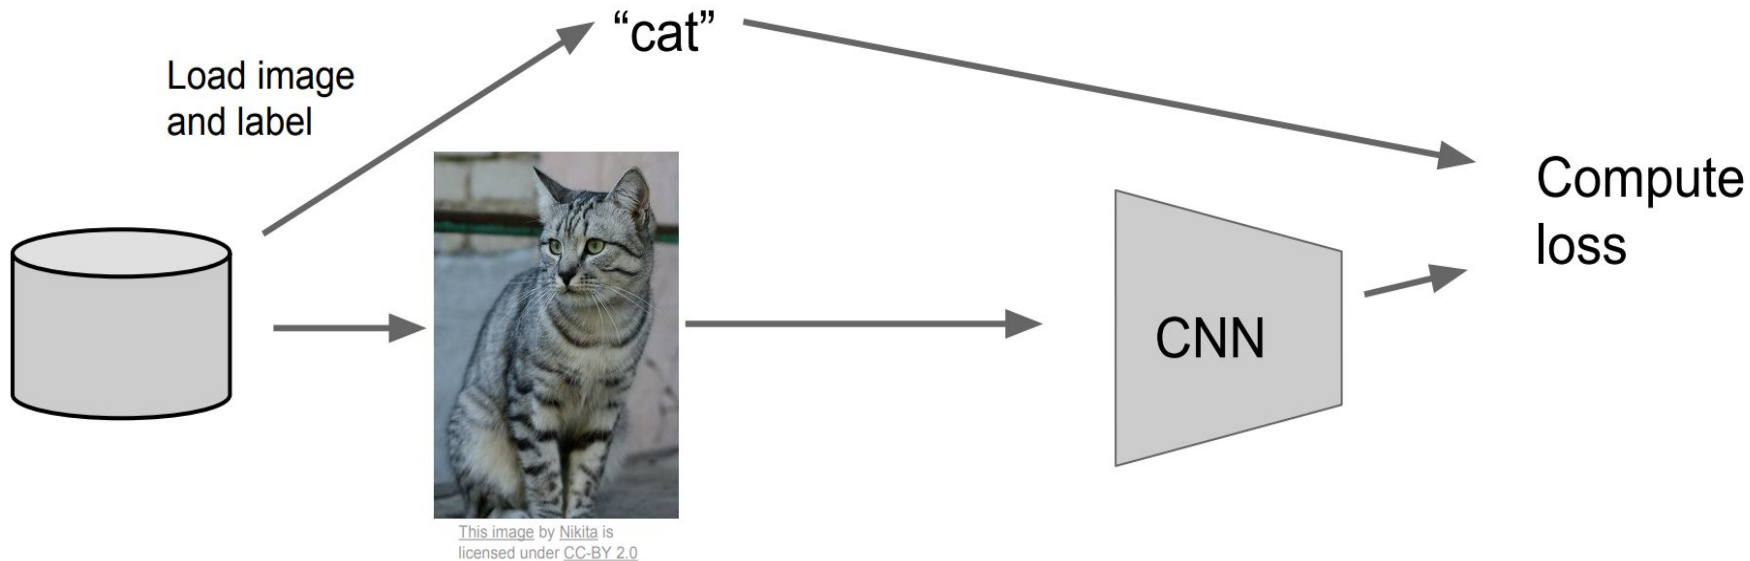 “cat”
Load image
and label
Compute
loss
CNN
This image by Nikita is
licensed under CC-BY 2.0